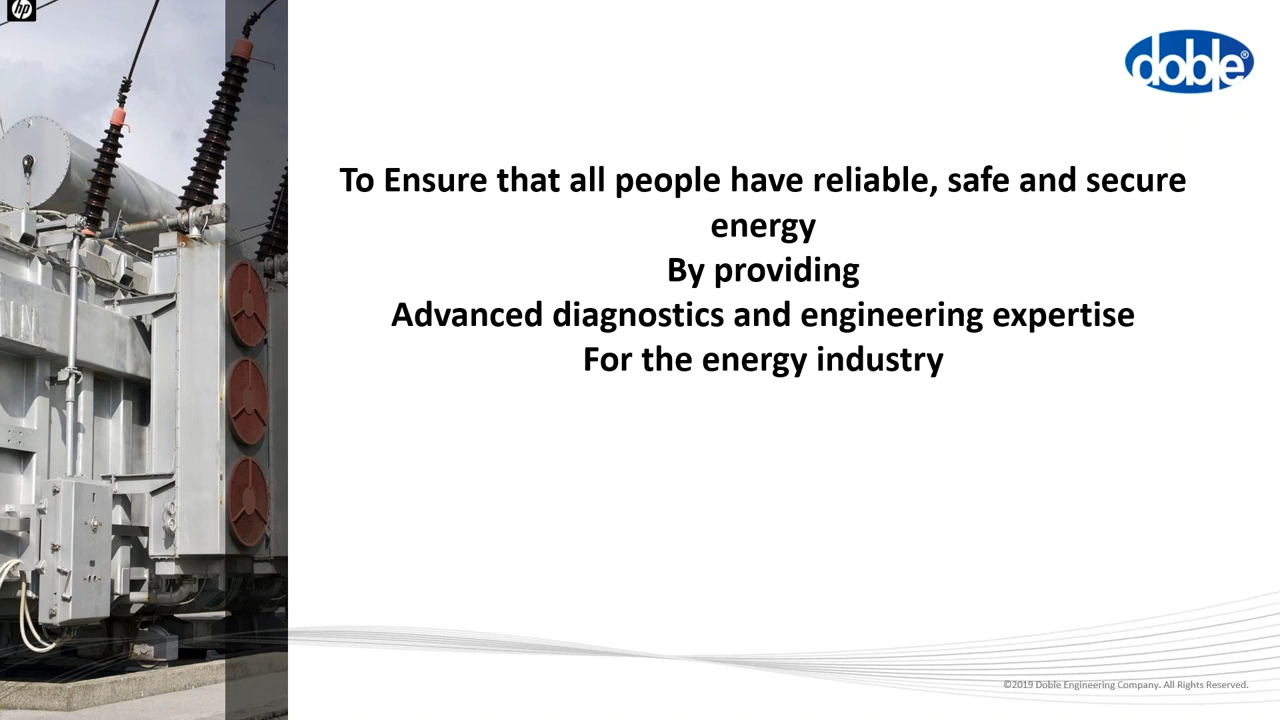 hp
doble®
To Ensure that all people have reliable, safe and secure
energy
By providing
Advanced diagnostics and engineering expertise
For the energy industry
©2019 Doble Engineering Company. All Rights Reserved.